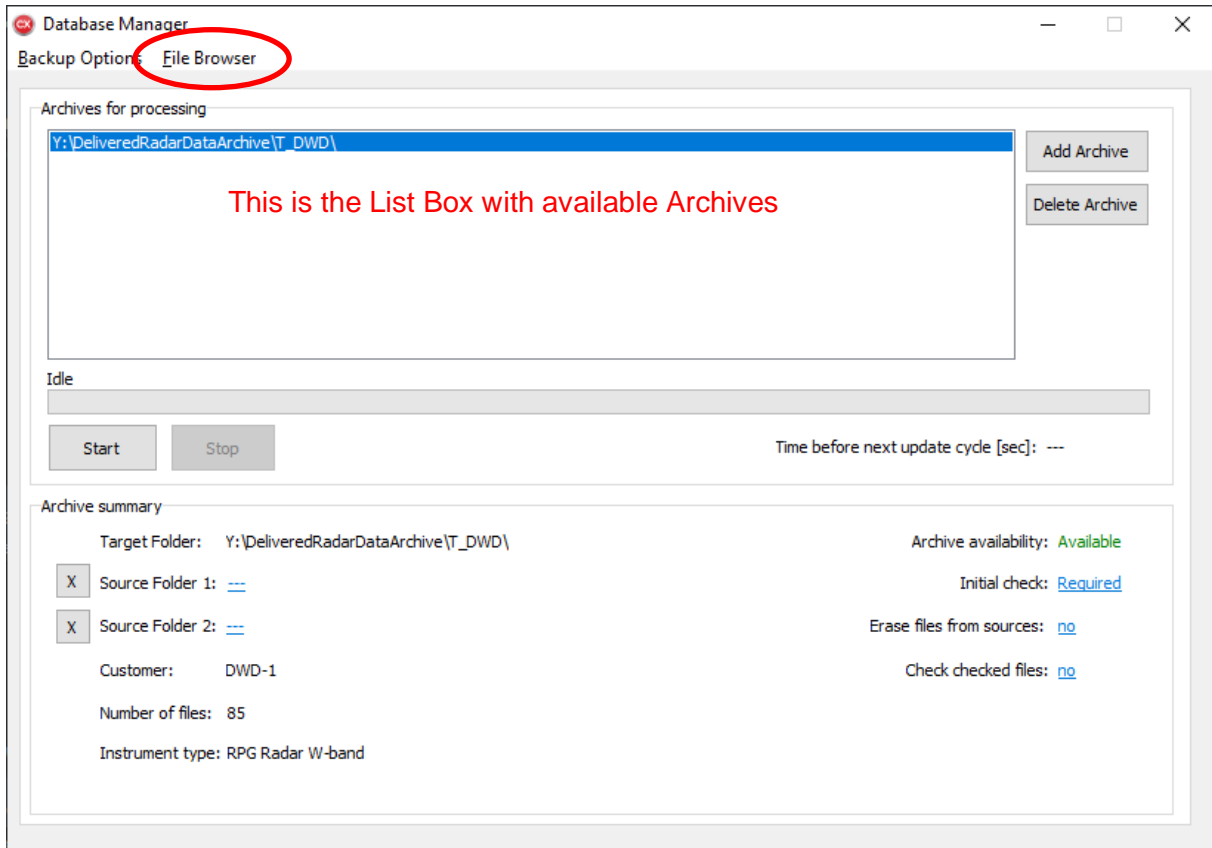 Database Manager
Backup Options File Browser
Archives for processing
Y:\DeliveredRadarDataArchive\T_DWD\
This is the List Box with available Archives
Add Archive
Delete Archive
Idle
Start Stop Time before next update cycle [sec]: ---
Archive summary
Target Folder: Y:\DeliveredRadarDataArchive\T_DWD\ Archive availability: Available
X Source Folder 1: --- Initial check: Required
X Source Folder 2: --- Erase files from sources: no
Customer: DWD-1 Check checked files: no
Number of files: 85
Instrument type: RPG Radar W-band